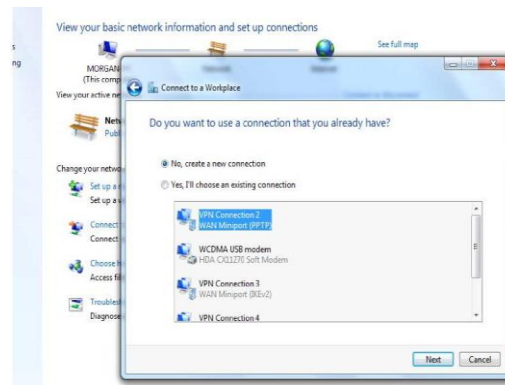 View your basic network information and set up connections
s
ng
See full map
MORGAN
(This comp
View your active ne
Netw
Publ
Change your netwo
Set up a
Set up a
Connect
Connect
Choose h
Access fil
Troubles
Diagnose
Connect to a Workplace
Do you want to use a connection that you already have?
No, create a new connection
Yes, I'll choose an existing connection
VPN Connection 2
WAN Miniport (PPTP)
WCDMA USB modem
HDA CX11270 Soft Modem
VPN Connection 3
WAN Miniport (IKEv2)
VPN Connection 4
Next
Cancel